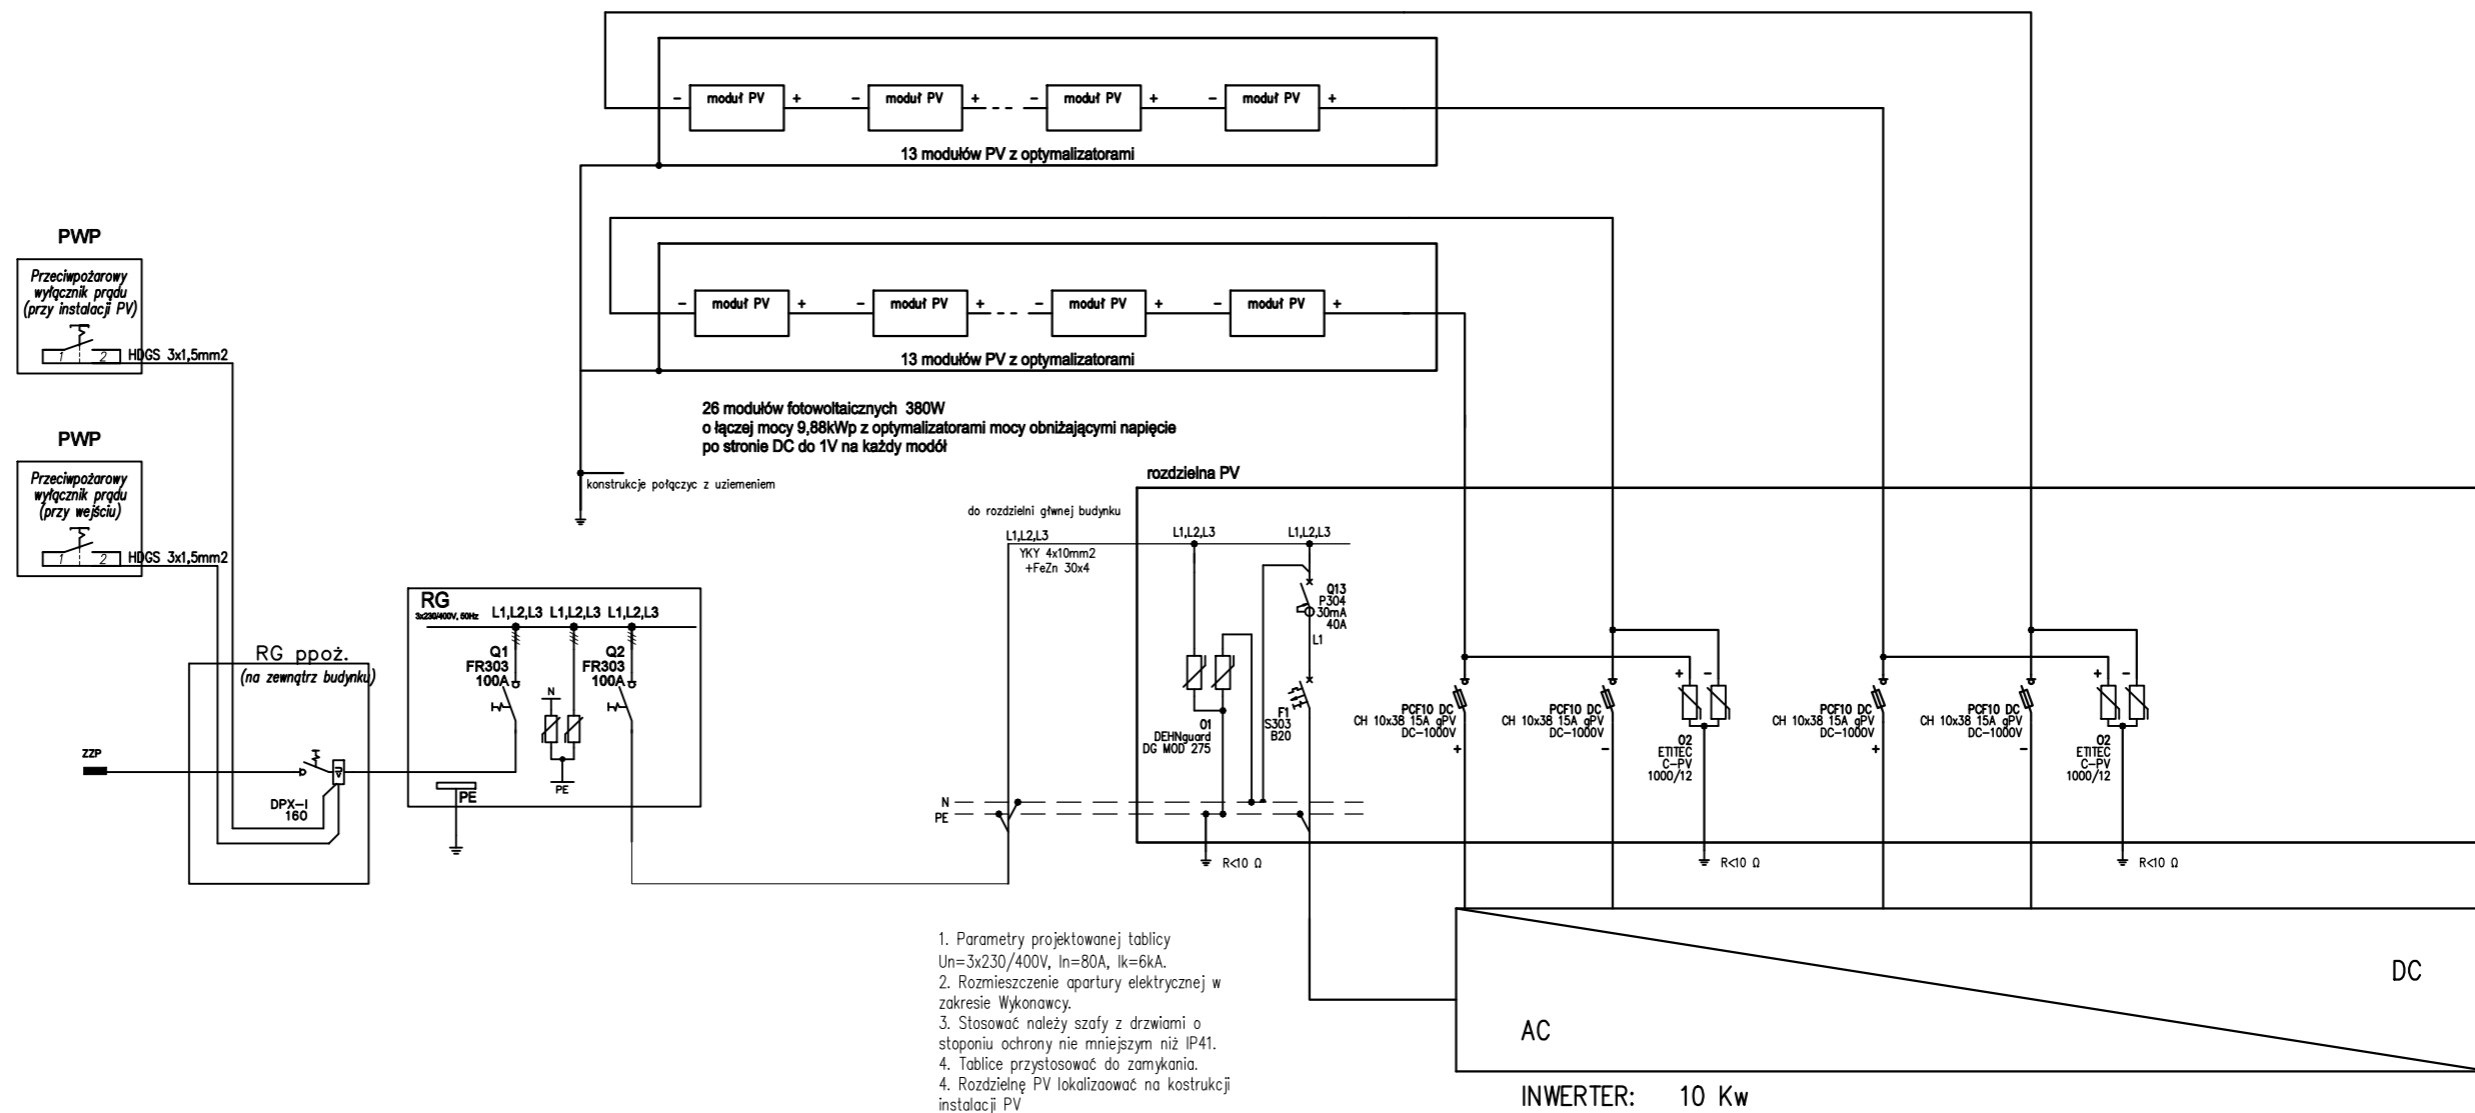 - moduł PV + - moduł PV + - moduł PV + - moduł PV +
13 modułów PV z optymalizatorami
- moduł PV + - moduł PV + - moduł PV + - moduł PV +
13 modułów PV z optymalizatorami
26 modułów fotowoltaicznych 380W
o łączej mocy 9,88kWp z optymalizatorami mocy obniżającymi napięcie
po stronie DC do 1V na każdy modół
konstrukcje połączyc z uziemeniem
PWP
Przeciwpożarowy
wyłącznik prądu
(przy instalacji PV)
1 2 HDGS 3x1,5mm2
PWP
Przeciwpożarowy
wyłącznik prądu
(przy wejściu)
1 2 HDGS 3x1,5mm2
RG ppoż.
(na zewnątrz budynku)
ZZP
DPX-I
160
RG
3x230/400V, 50Hz
L1,L2,L3 L1,L2,L3 L1,L2,L3
Q1
FR303
100A
N
Q2
FR303
100A
PE
PE
rozdzielna PV
do rozdzielni głwnej budynku
L1,L2,L3
YKY 4x10mm2
+FeZn 30x4
L1,L2,L3
L1,L2,L3
Q13
P304
30mA
40A
L1
F1
S303
B20
O1
DEHNguard
DG MOD 275
N
PE
R<10 Ω
PCF10 DC
CH 10x38 15A gPV
DC-1000V
+
PCF10 DC
CH 10x38 15A gPV
DC-1000V
-
+ -
O2
ETITEC
C-PV
1000/12
R<10 Ω
PCF10 DC
CH 10x38 15A gPV
DC-1000V
+
PCF10 DC
CH 10x38 15A gPV
DC-1000V
-
+ -
O2
ETITEC
C-PV
1000/12
R<10 Ω
1. Parametry projektowanej tablicy
Un=3x230/400V, In=80A, Ik=6kA.
2. Rozmieszczenie apartury elektrycznej w
zakresie Wykonawcy.
3. Stosować należy szafy z drzwiami o
stoponiu ochrony nie mniejszym niż IP41.
4. Tablice przystosować do zamykania.
4. Rozdzielnę PV lokalizaować na kostrukcji
instalacji PV
DC
AC
INWERTER: 10 Kw